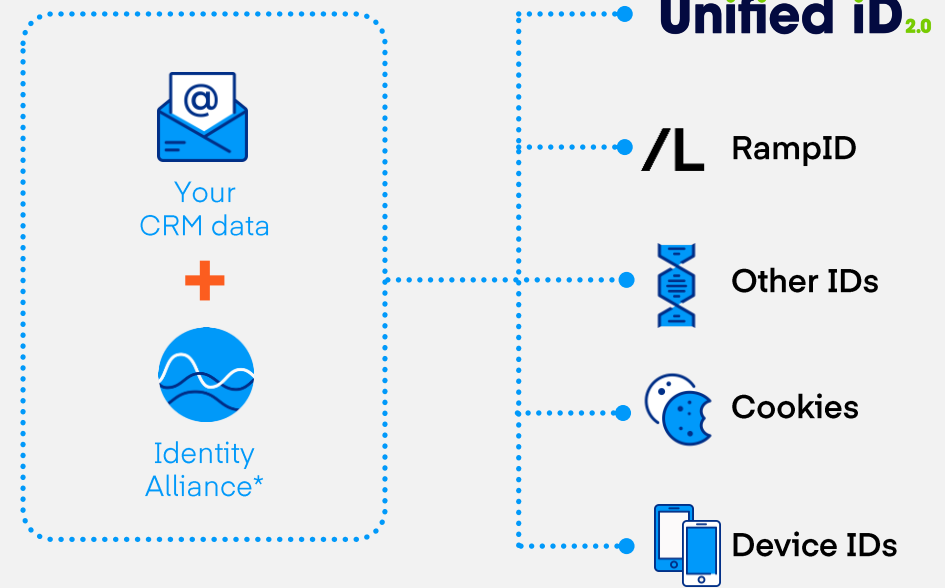 Unified iD 2.0
@
Your
CRM data
+
Identity
Alliance*
/L RampID
Other IDs
Cookies
Device IDs